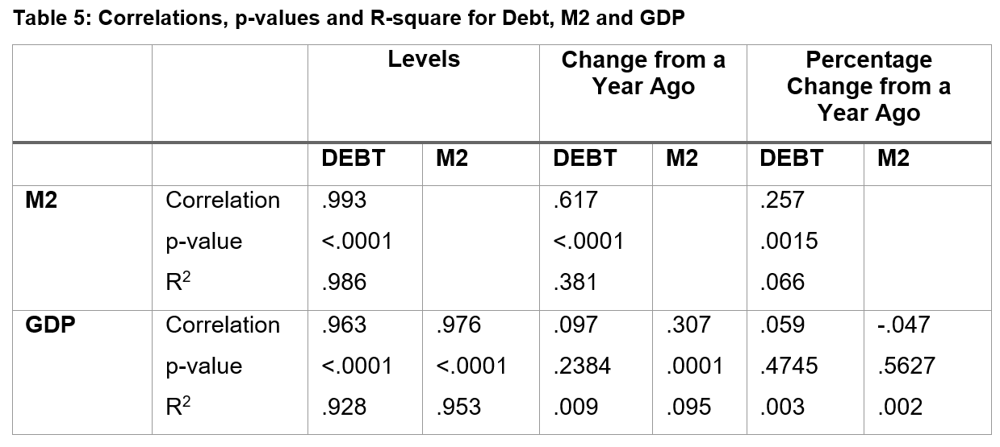 Table 5: Correlations, p-values and R-square for Debt, M2 and GDP
Levels Change from a Year Ago Percentage Change from a Year Ago
DEBT M2 DEBT M2 DEBT M2
M2 Correlation .993 .617 .257
p-value <.0001 <.0001 .0015
R² .986 .381 .066
GDP Correlation .963 .976 .097 .307 .059 -.047
p-value <.0001 <.0001 .2384 .0001 .4745 .5627
R² .928 .953 .009 .095 .003 .002